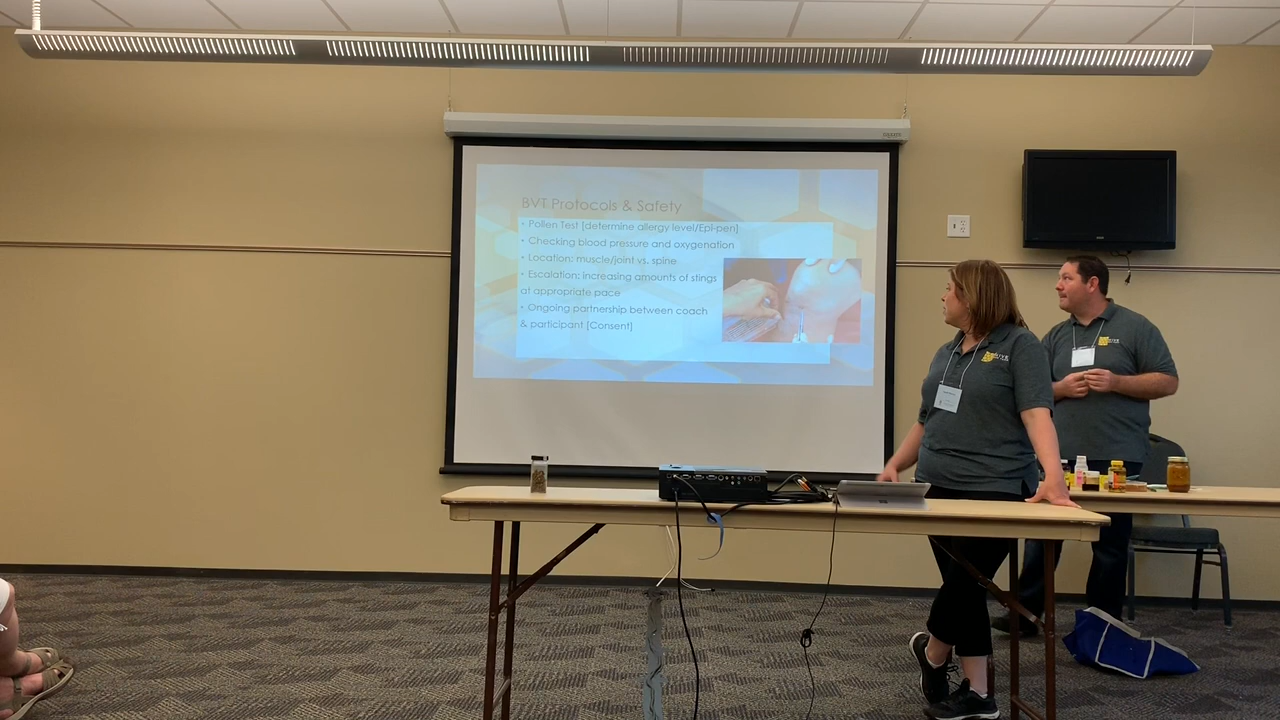 BVT Protocols & Safety
• Pollen Test [determine allergy level/Epi-pen]
• Checking blood pressure and oxygenation
• Location: muscle/joint vs. spine
• Escalation: increasing amounts of stings
at appropriate pace
• Ongoing partnership between coach
& participant [Consent]